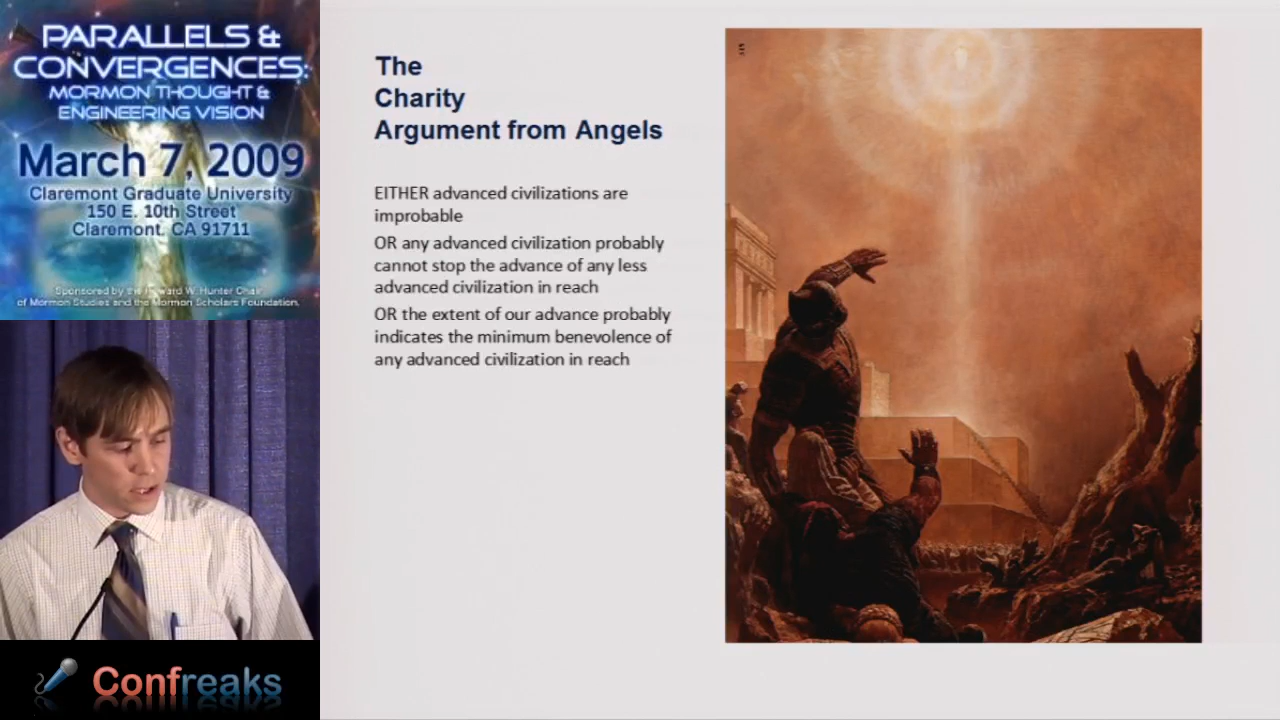 PARALLELS &
CONVERGENCES:
MORMON THOUGHT &
ENGINEERING VISION
March 7, 2009
Claremont Graduate University
150 E. 10th Street
Claremont, CA 91711
Sponsored by the Howard W. Hunter Chair
of Mormon Studies and the Mormon Scholars Foundation.
Confreaks
The
Charity
Argument from Angels
EITHER advanced civilizations are
improbable
OR any advanced civilization probably
cannot stop the advance of any less
advanced civilization in reach
OR the extent of our advance probably
indicates the minimum benevolence of
any advanced civilization in reach